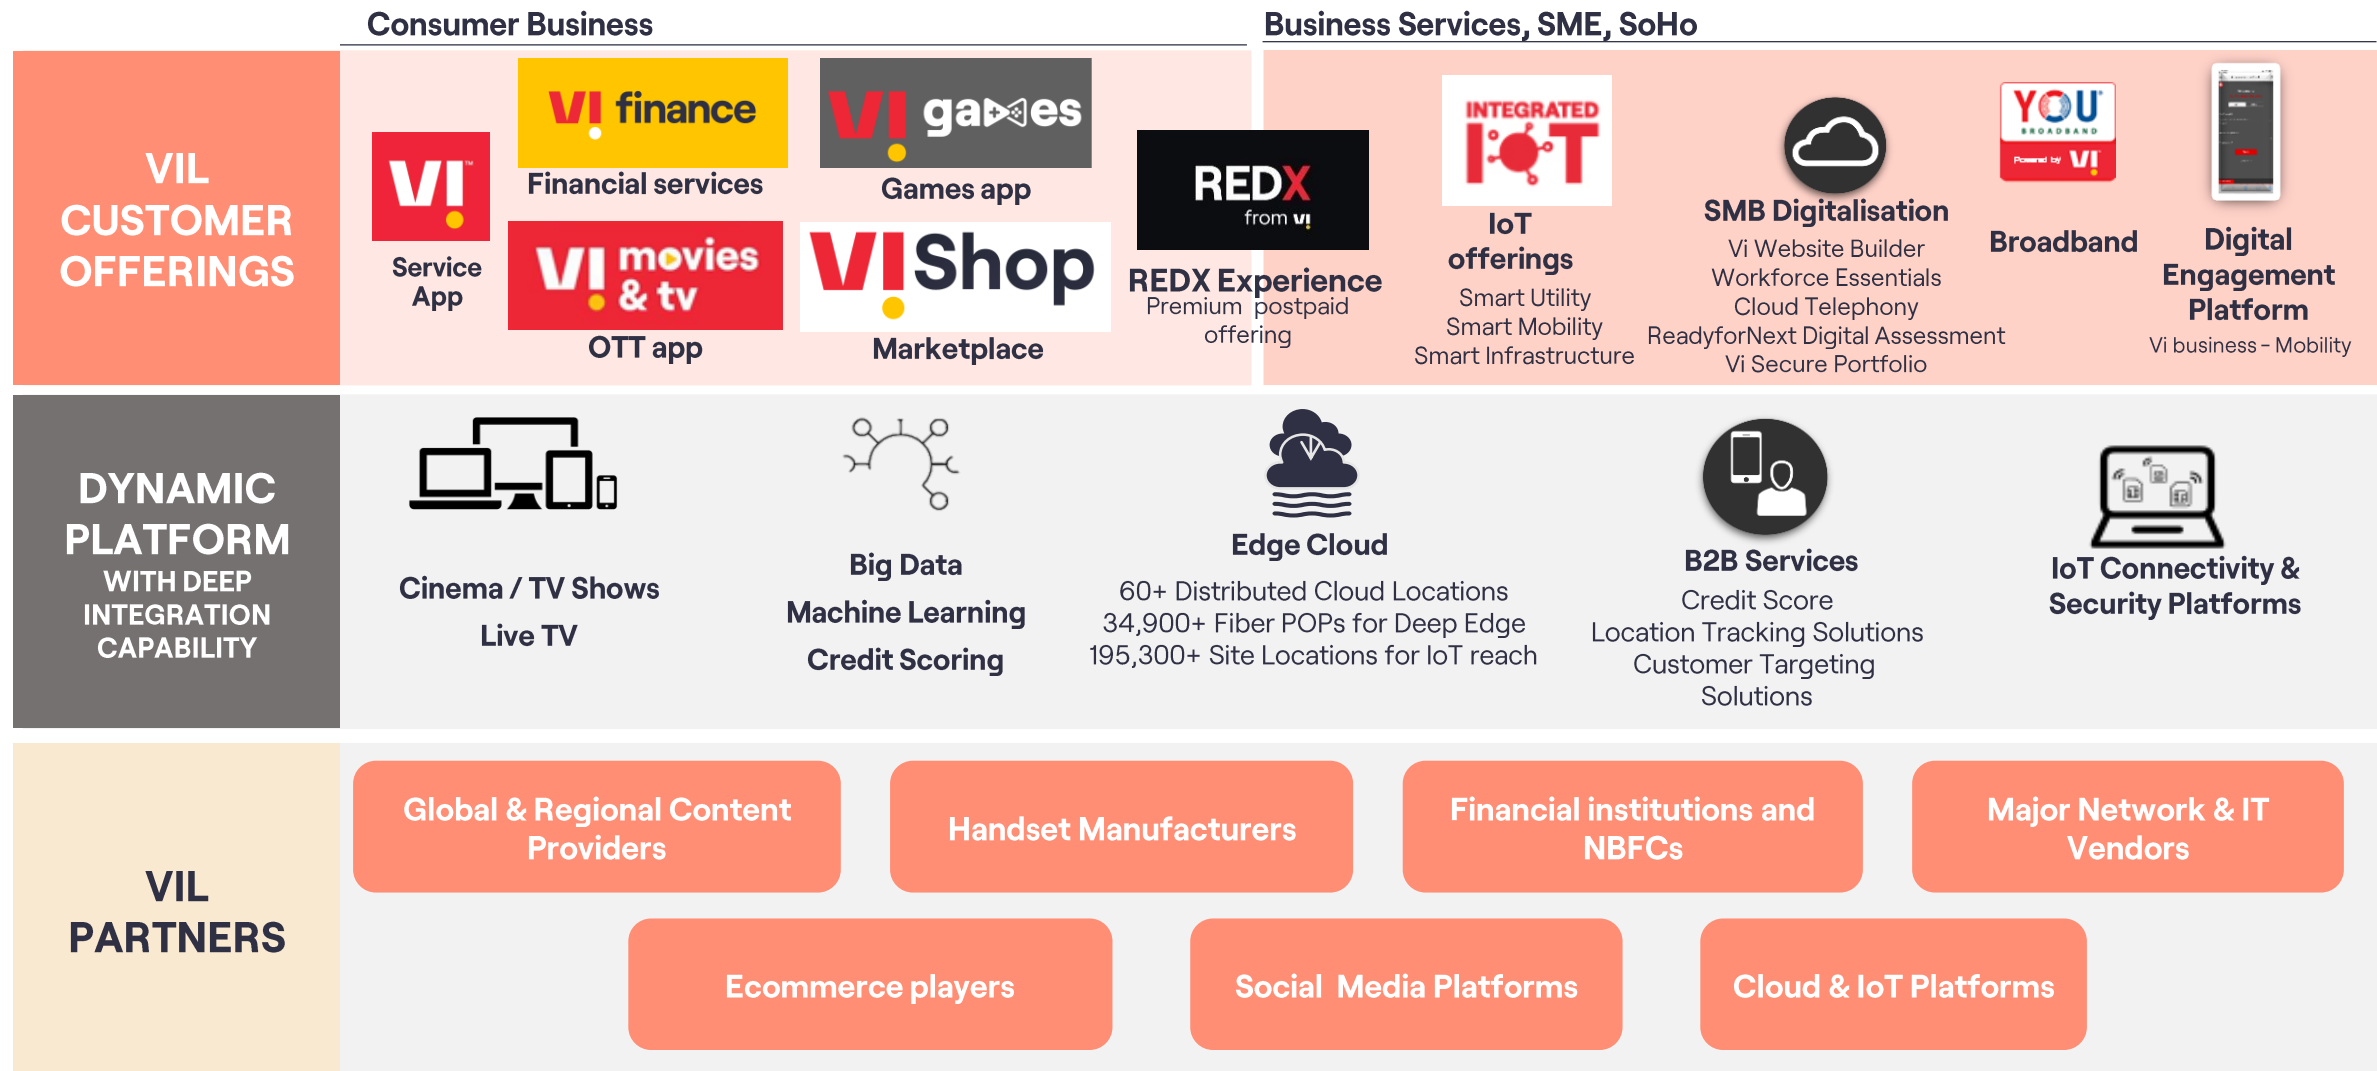 Consumer Business
Business Services, SME, SoHo
VIL
CUSTOMER
OFFERINGS
VI
™
Service
App
VI finance
Financial services
VI games
Games app
VI movies
& tv
OTT app
VI Shop
Marketplace
REDX
from VI
REDX Experience
Premium postpaid
offering
INTEGRATED
IoT
IoT
offerings
Smart Utility
Smart Mobility
Smart Infrastructure
SMB Digitalisation
Vi Website Builder
Workforce Essentials
Cloud Telephony
ReadyforNext Digital Assessment
Vi Secure Portfolio
YOU
BROADBAND
Powered by VI
Broadband
Digital
Engagement
Platform
Vi business - Mobility
DYNAMIC
PLATFORM
WITH DEEP
INTEGRATION
CAPABILITY
Cinema / TV Shows
Live TV
Big Data
Machine Learning
Credit Scoring
Edge Cloud
60+ Distributed Cloud Locations
34,900+ Fiber POPs for Deep Edge
195,300+ Site Locations for IoT reach
B2B Services
Credit Score
Location Tracking Solutions
Customer Targeting
Solutions
IoT Connectivity &
Security Platforms
VIL
PARTNERS
Global & Regional Content
Providers
Handset Manufacturers
Financial institutions and
NBFCs
Major Network & IT
Vendors
Ecommerce players
Social Media Platforms
Cloud & IoT Platforms